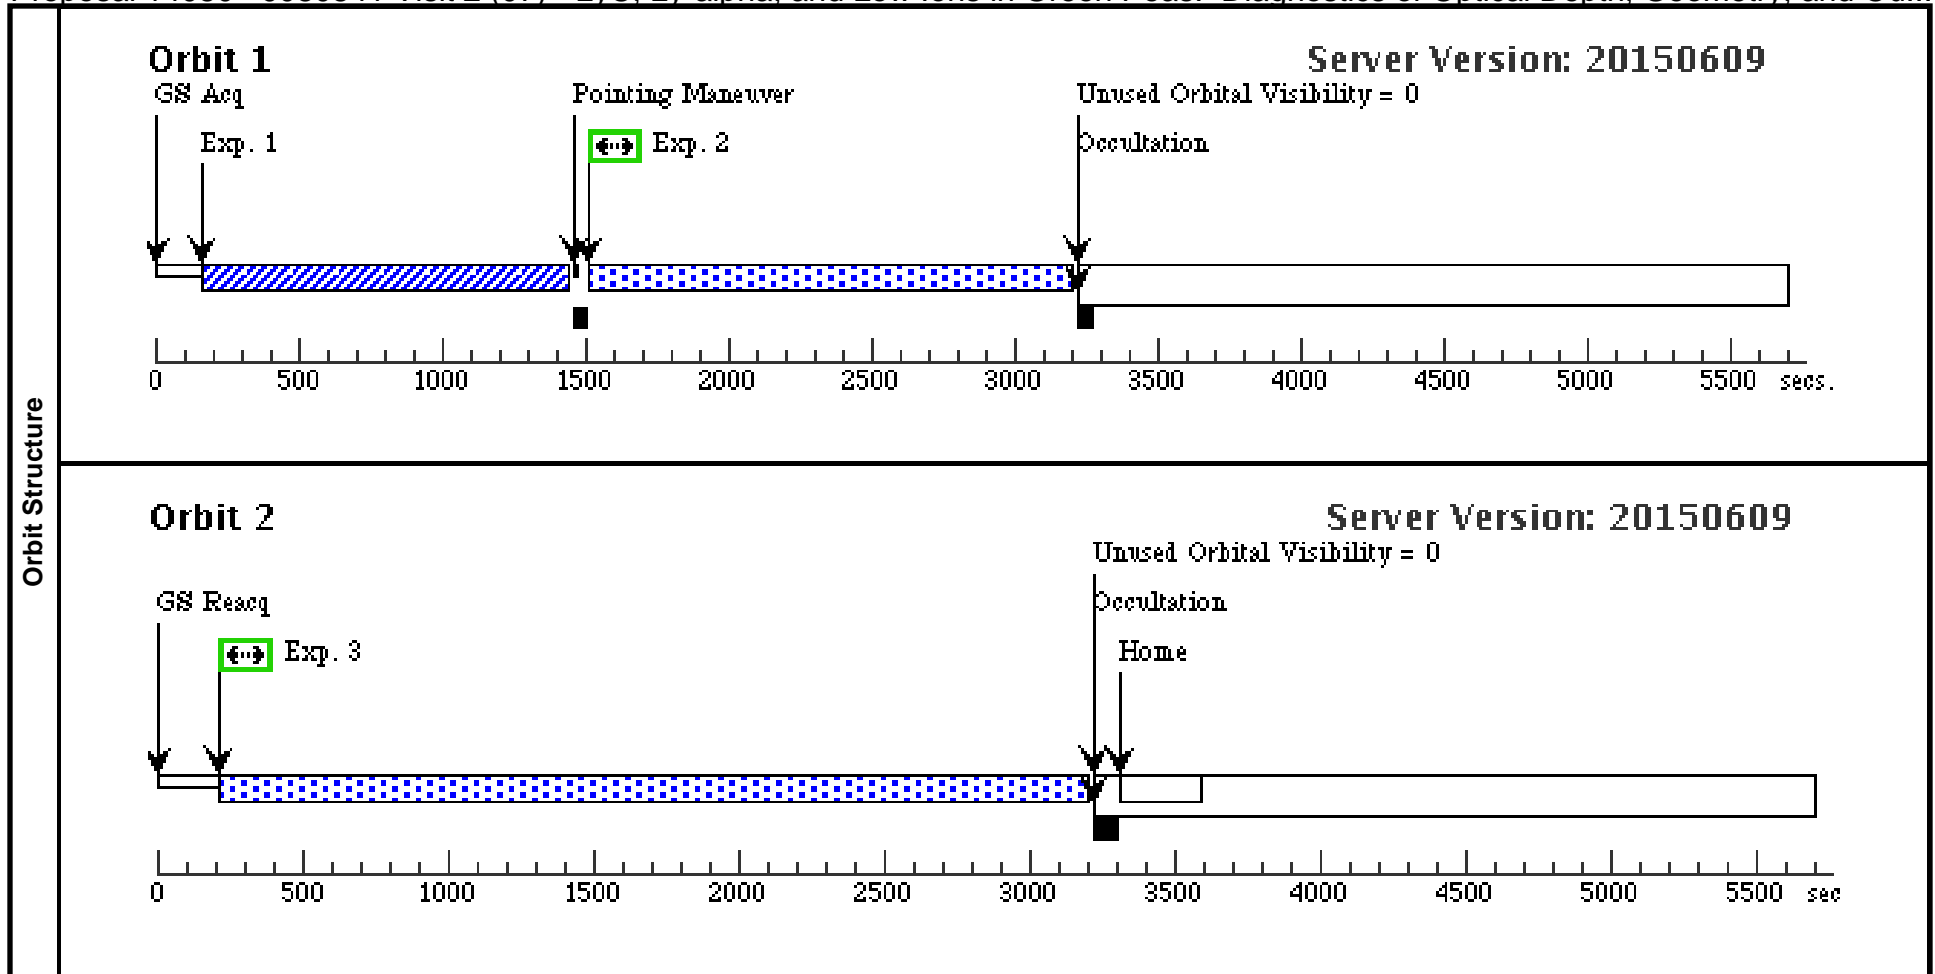 Orbit Structure
Orbit 1
Server Version: 20150609
GS Acq
Pointing Maneuver
Unused Orbital Visibility = 0
Exp. 1
Exp. 2
Occultation
0 500 1000 1500 2000 2500 3000 3500 4000 4500 5000 5500 secs.
Orbit 2
Server Version: 20150609
Unused Orbital Visibility = 0
GS Reacq
Occultation
Exp. 3
Home
0 500 1000 1500 2000 2500 3000 3500 4000 4500 5000 5500 sec